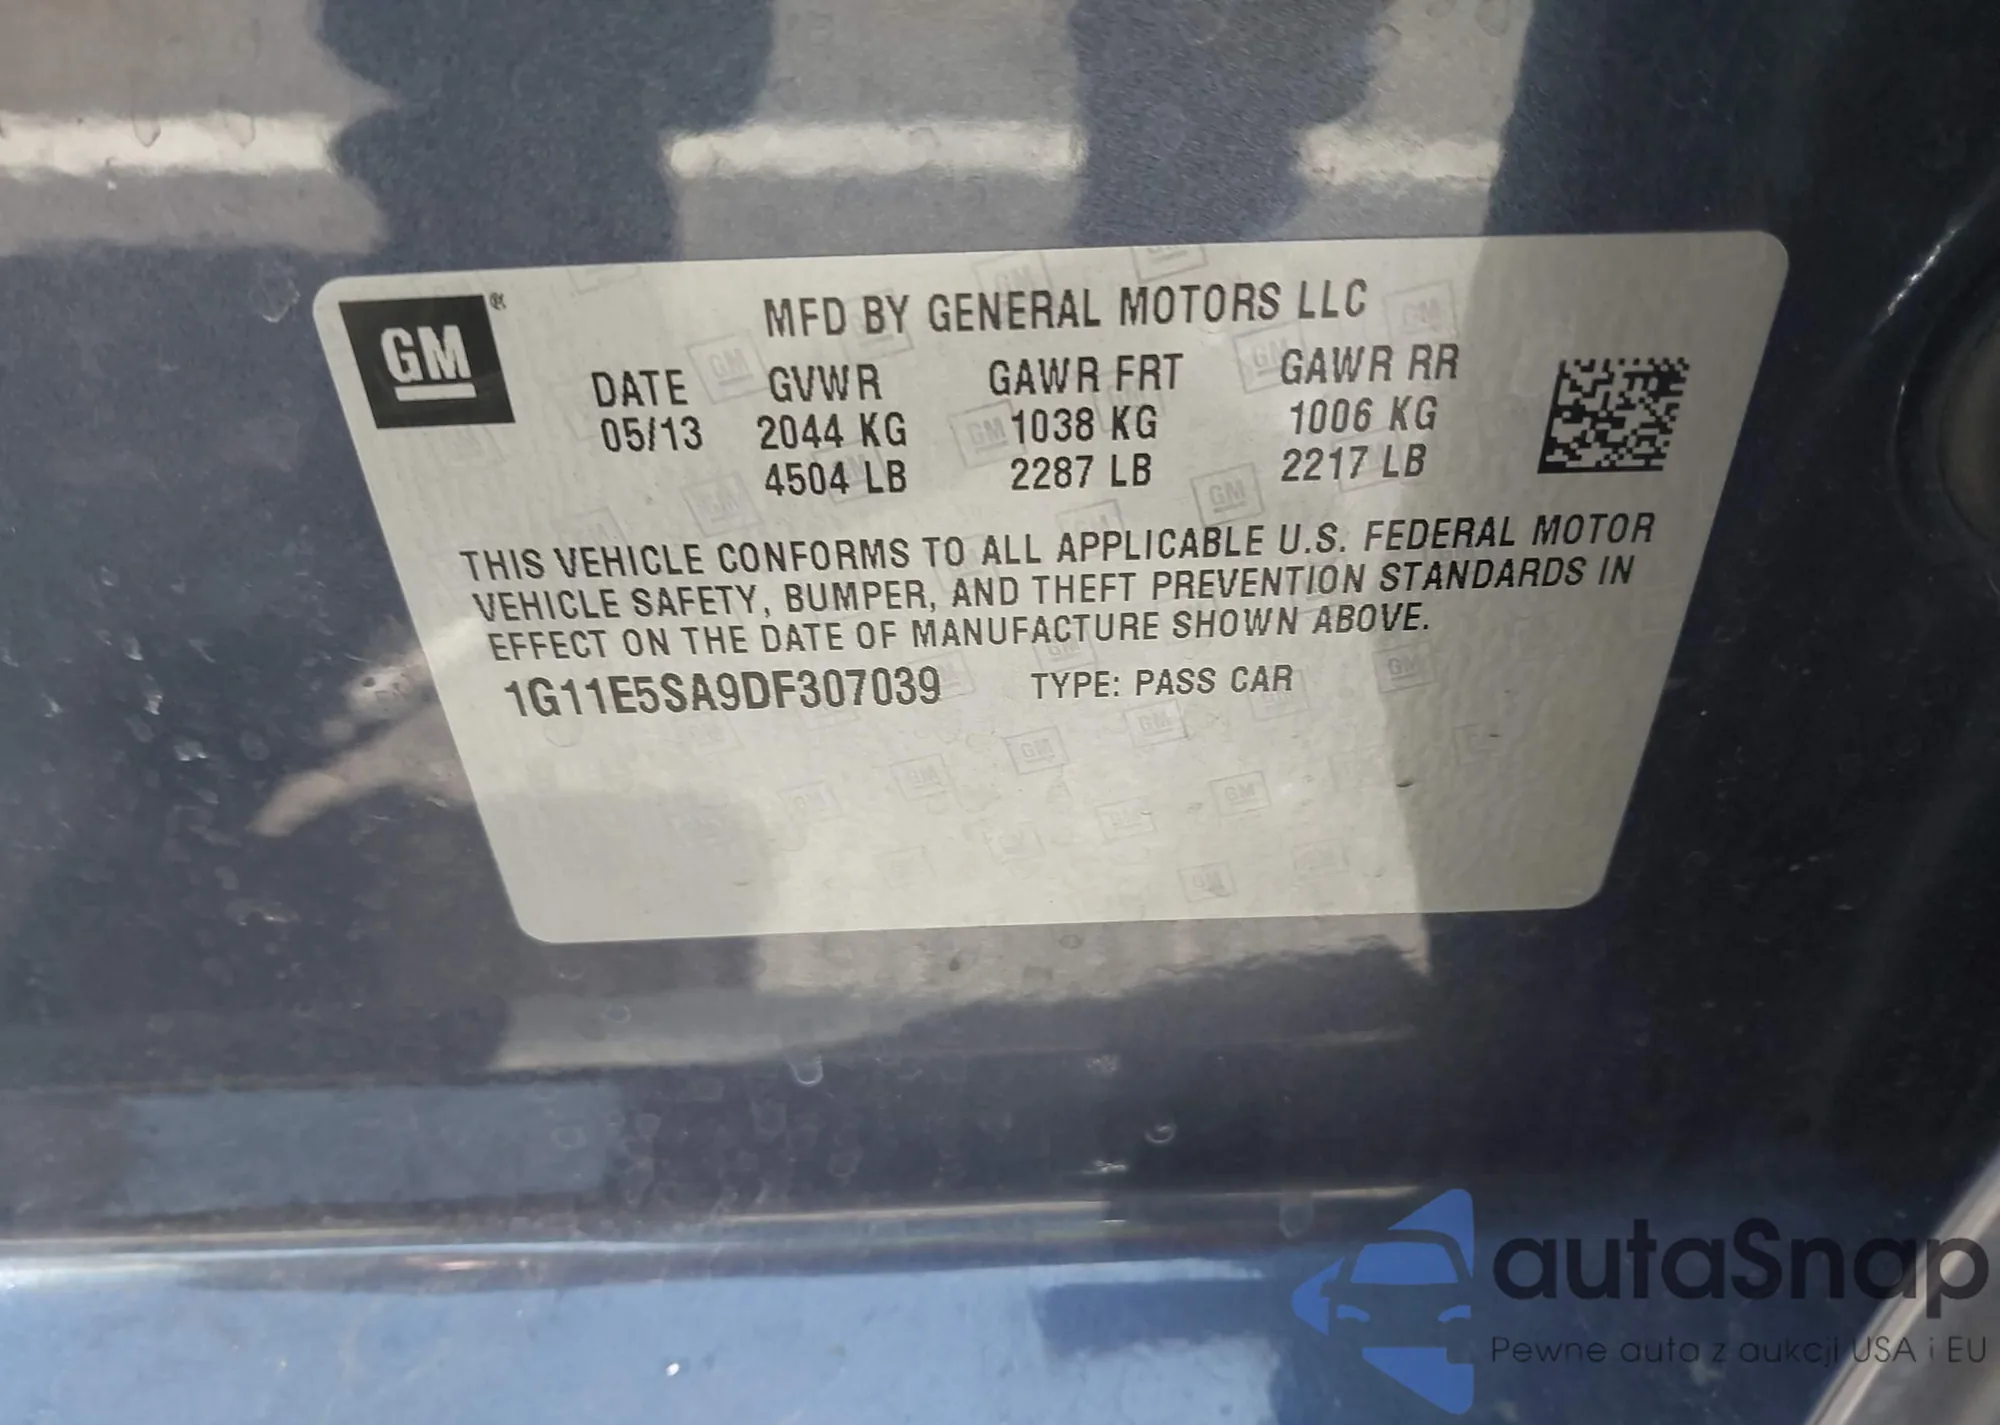 GM ®
MFD BY GENERAL MOTORS LLC
DATE GVWR GAWR FRT GAWR RR
05/13 2044 KG 1038 KG 1006 KG
4504 LB 2287 LB 2217 LB
THIS VEHICLE CONFORMS TO ALL APPLICABLE U.S. FEDERAL MOTOR
VEHICLE SAFETY, BUMPER, AND THEFT PREVENTION STANDARDS IN
EFFECT ON THE DATE OF MANUFACTURE SHOWN ABOVE.
1G11E5SA9DF307039 TYPE: PASS CAR
autaSnap
Pewne auta z aukcji USA i EU